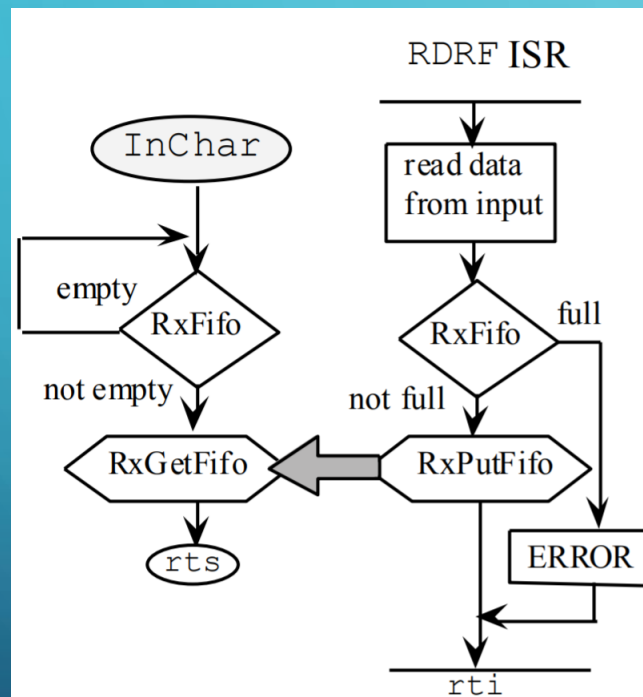 RDRF ISR
InChar
read data
from input
empty
RxFifo
not empty
RxGetFifo
rts
RxFifo
full
not full
RxPutFifo
ERROR
rti